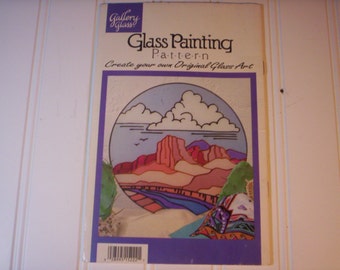 Gallery
Glass
Glass Painting
Pattern
Create your own Original Glass Art